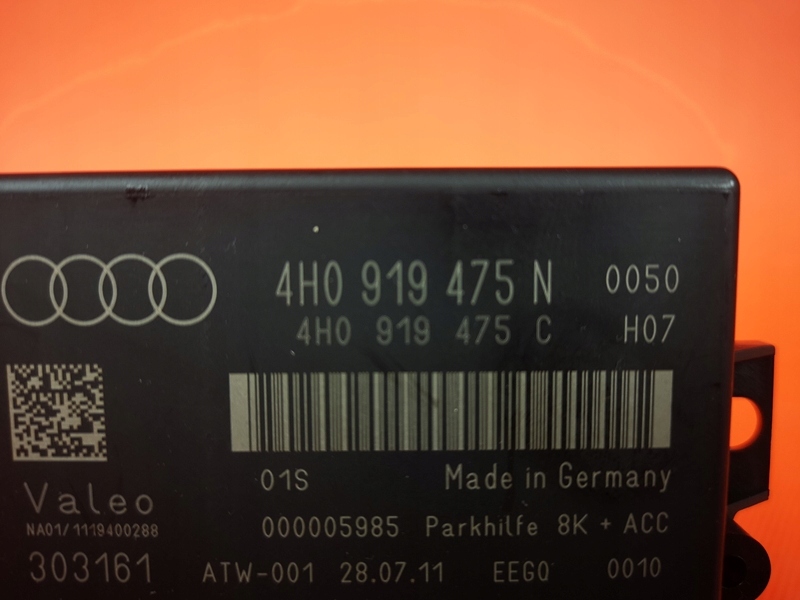 4H0 919 475 N 0050
4H0 919 475 C H07
01S Made in Germany
Valeo
NA01/1119400288
000005985 Parkhilfe 8K + ACC
303161
ATW-001 28.07.11 EEGQ 0010